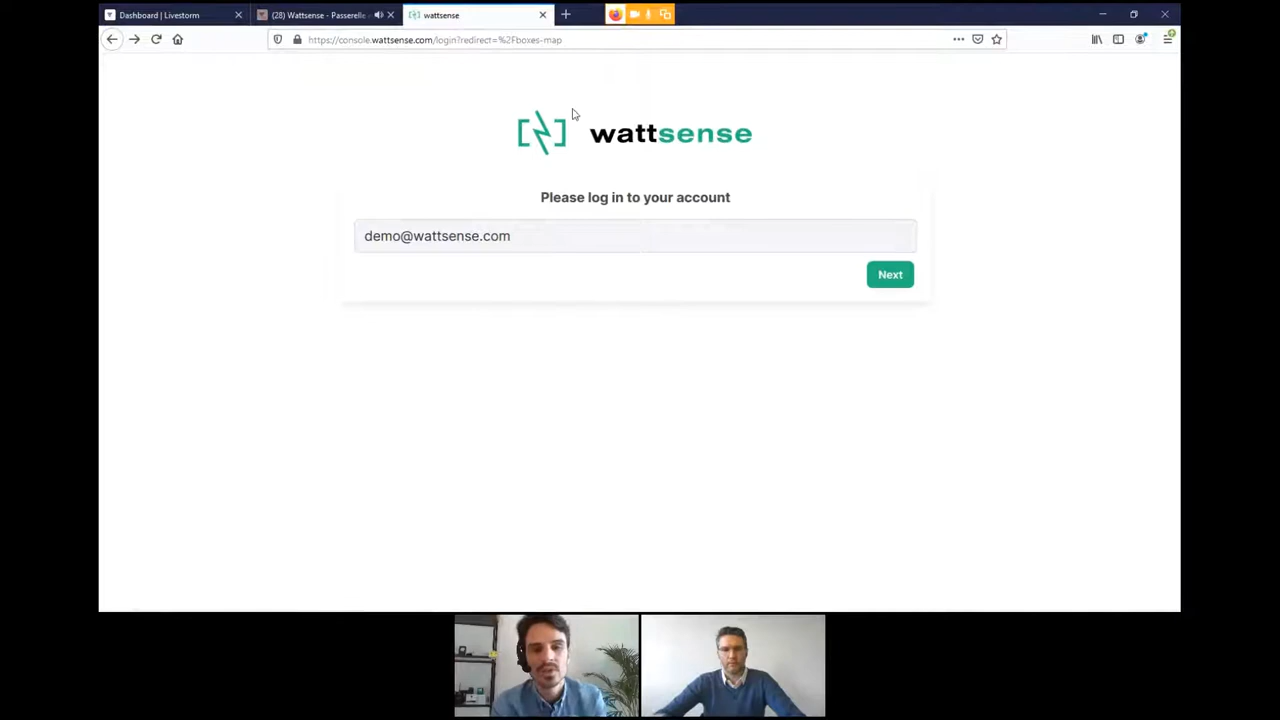 Dashboard | Livestorm
(28) Wattsense - Passerelle
wattsense
https://console.wattsense.com/login?redirect=%2Fboxes-map
wattsense
Please log in to your account
demo@wattsense.com
Next